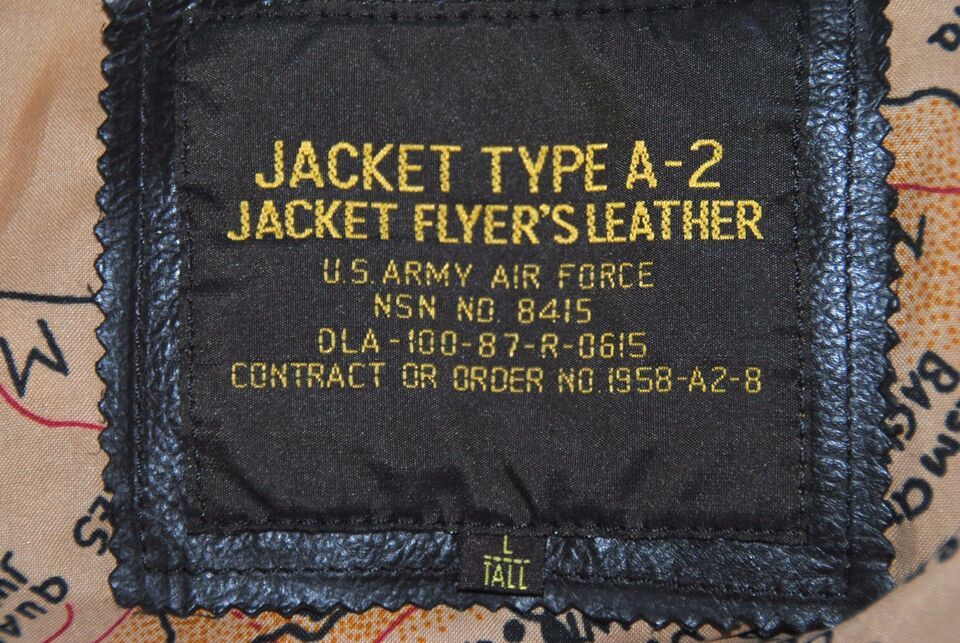 JACKET TYPE A-2
JACKET FLYER'S LEATHER
U.S. ARMY AIR FORCE
NSN NO. 8415
DLA-100-87-R-0615
CONTRACT OR ORDER NO. 1958-A2-8
L
TALL
M